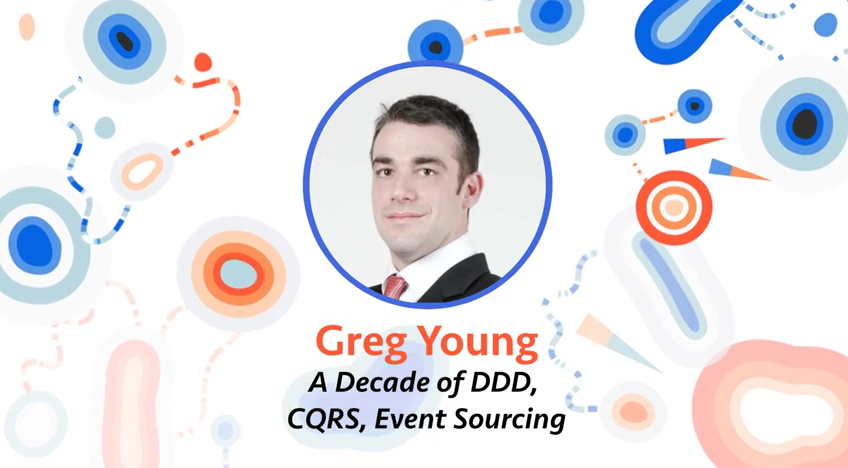 Greg Young
A Decade of DDD,
CQRS, Event Sourcing